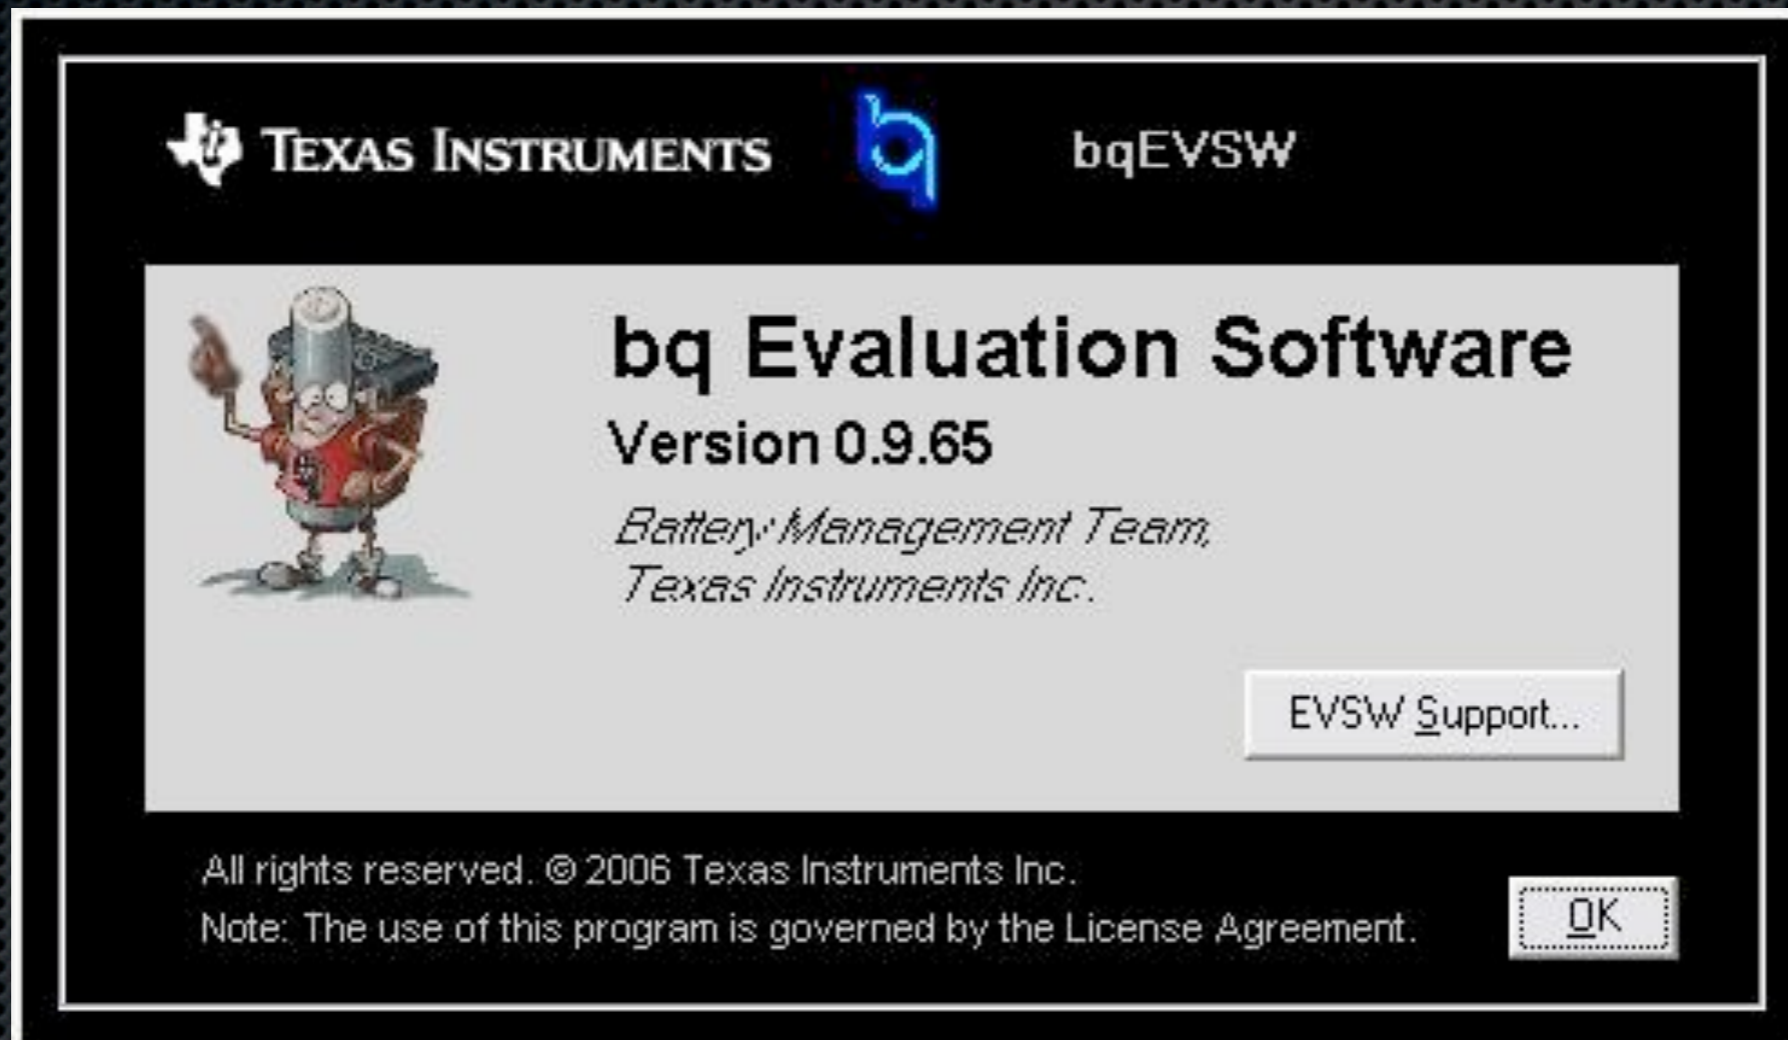 TEXAS INSTRUMENTS
bqEVSW
bq Evaluation Software
Version 0.9.65
Battery Management Team,
Texas Instruments Inc.
EVSW Support...
All rights reserved. © 2006 Texas Instruments Inc.
Note: The use of this program is governed by the License Agreement.
OK